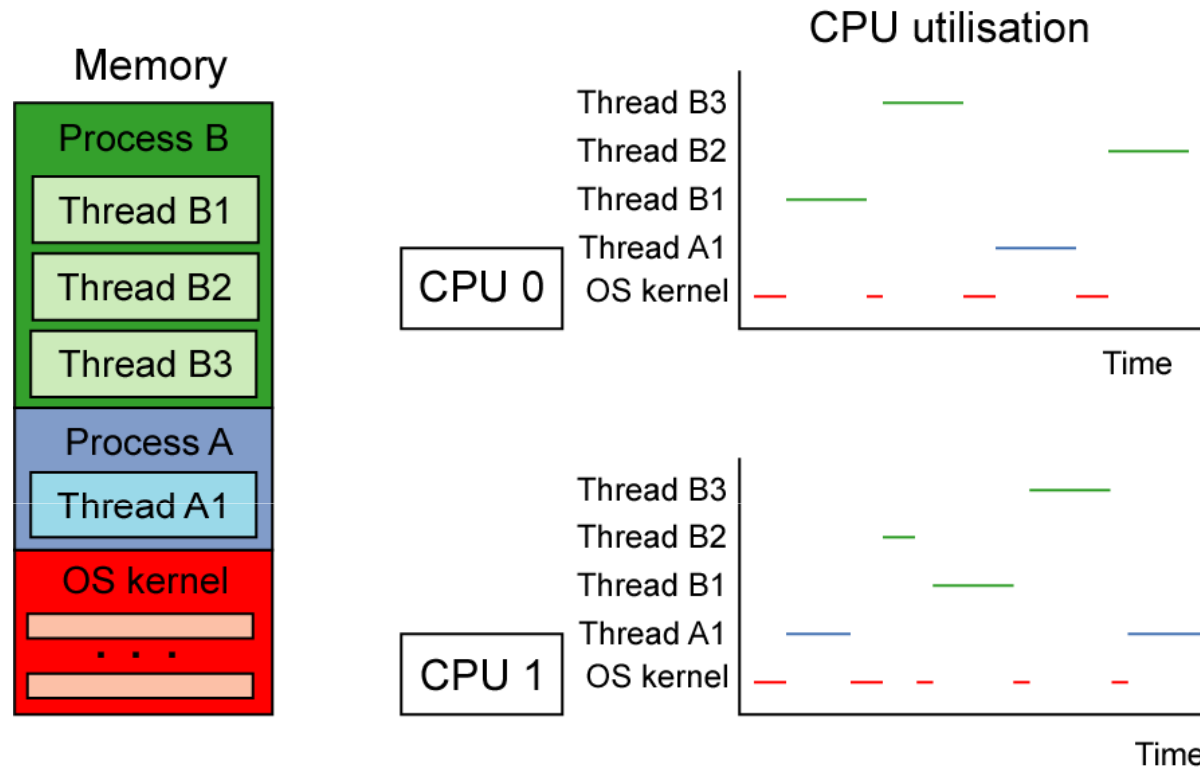 CPU utilisation
Memory
Process B
Thread B1
Thread B2
Thread B3
Process A
Thread A1
OS kernel
. . .
CPU 0
Thread B3
Thread B2
Thread B1
Thread A1
OS kernel
Time
CPU 1
Thread B3
Thread B2
Thread B1
Thread A1
OS kernel
Time